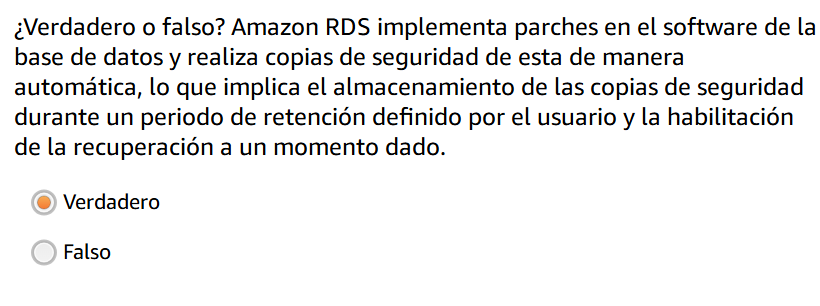 ¿Verdadero o falso? Amazon RDS implementa parches en el software de la
base de datos y realiza copias de seguridad de esta de manera
automática, lo que implica el almacenamiento de las copias de seguridad
durante un periodo de retención definido por el usuario y la habilitación
de la recuperación a un momento dado.
Verdadero
Falso